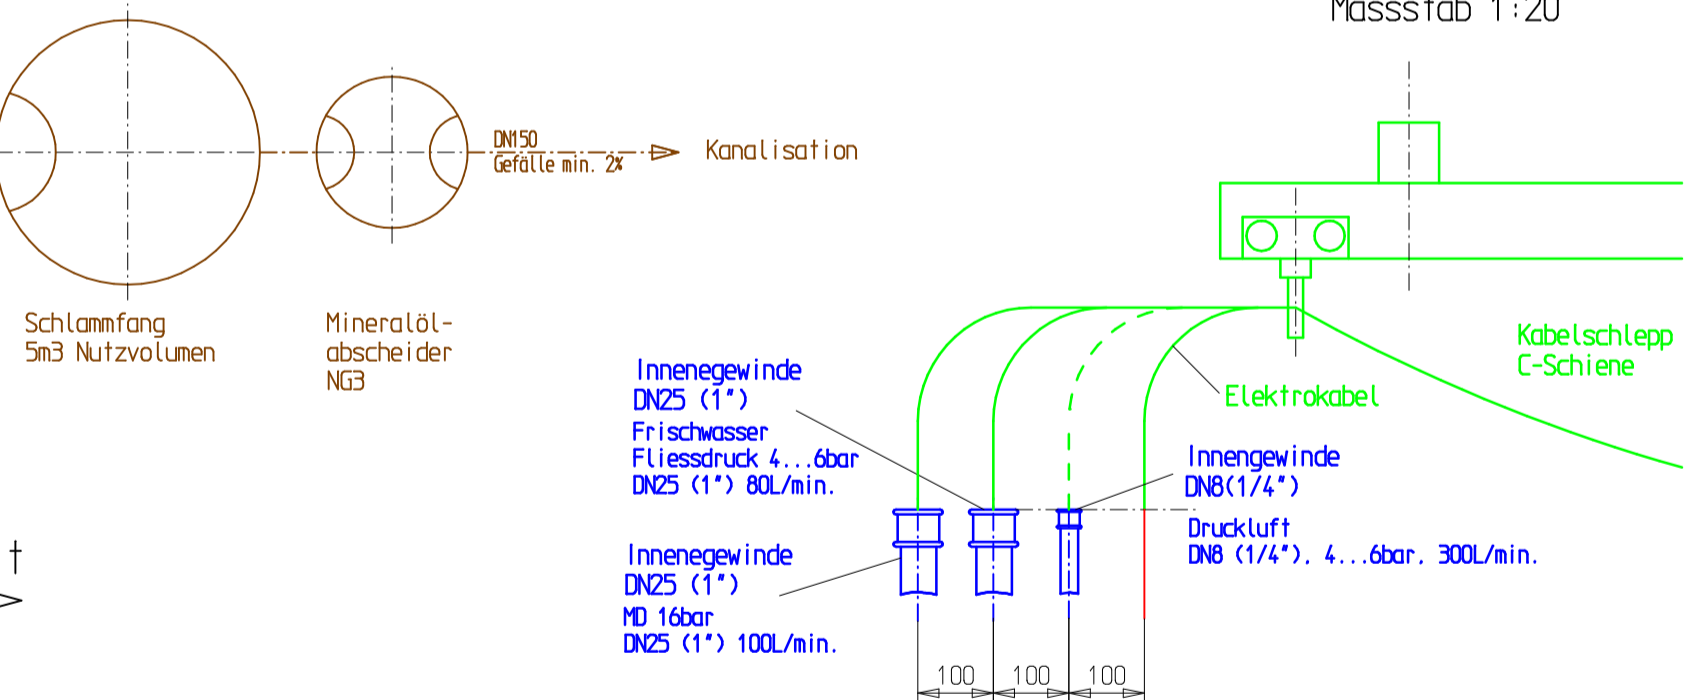 Massstab 1:20
DN150
Gefälle min. 2%
Kanalisation
Schlammfang
5m3 Nutzvolumen
Mineralöl-
abscheider
NG3
Innenegewinde
DN25 (1")
Frischwasser
Fliessdruck 4...6bar
DN25 (1") 80L/min.
Innenegewinde
DN25 (1")
MD 16bar
DN25 (1") 100L/min.
Kabelschlepp
C-Schiene
Elektrokabel
Innengewinde
DN8(1/4")
Druckluft
DN8 (1/4"), 4...6bar, 300L/min.
t
100
100
100